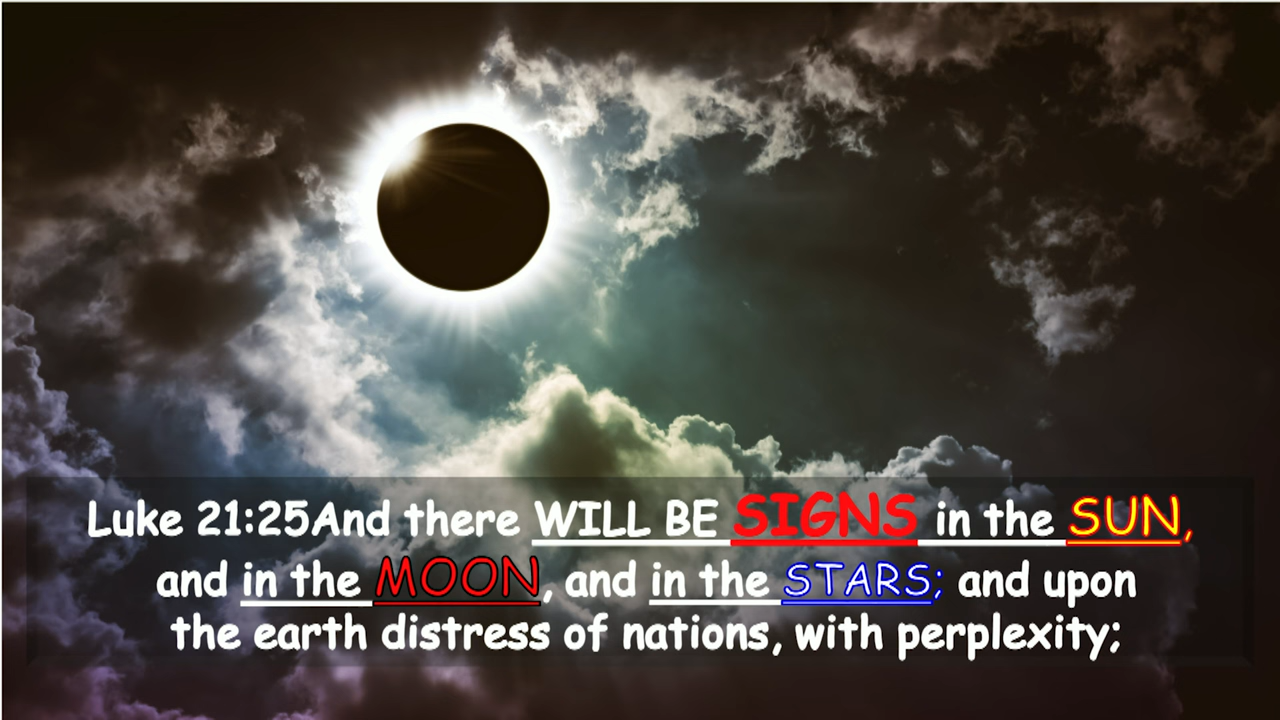 Luke 21:25And there WILL BE SIGNS in the SUN,
and in the MOON, and in the STARS; and upon
the earth distress of nations, with perplexity;